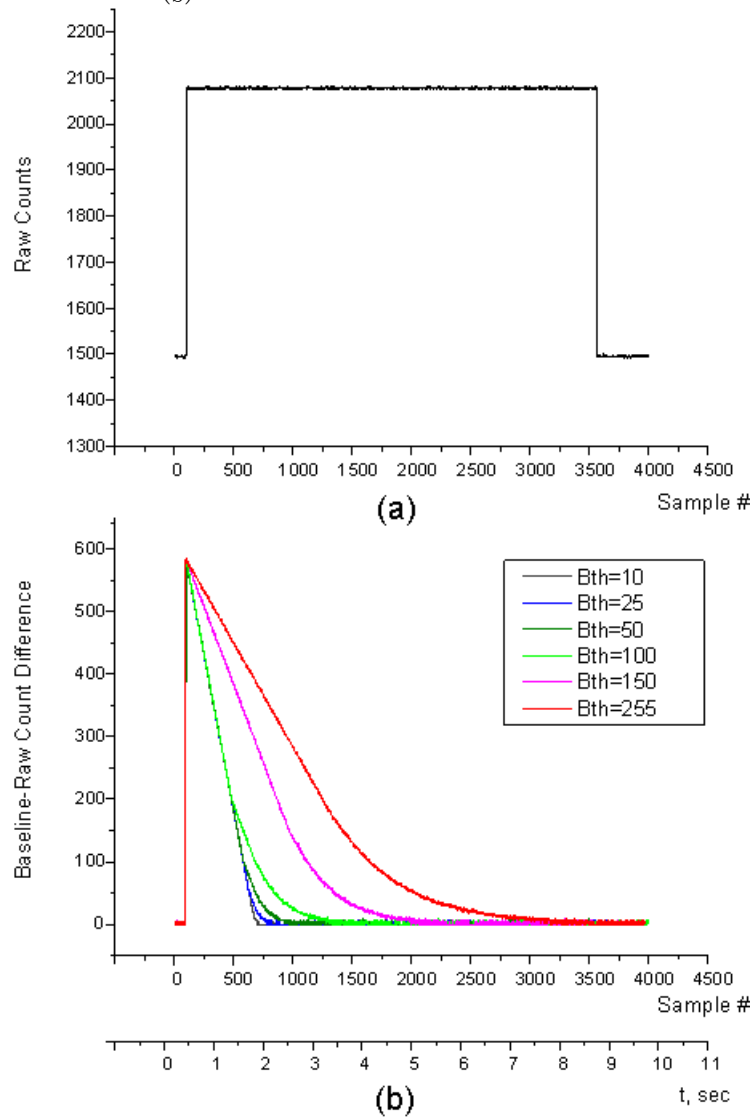 (s)
2200
2100
2000
1900
1800
1700
1600
1500
1400
1300
Raw Counts
0 500 1000 1500 2000 2500 3000 3500 4000 4500
Sample #
(a)
600
500
400
300
200
100
0
Baseline-Raw Count Difference
Bth=10
Bth=25
Bth=50
Bth=100
Bth=150
Bth=255
0 500 1000 1500 2000 2500 3000 3500 4000 4500
Sample #
0 1 2 3 4 5 6 7 8 9 10 11
t, sec
(b)